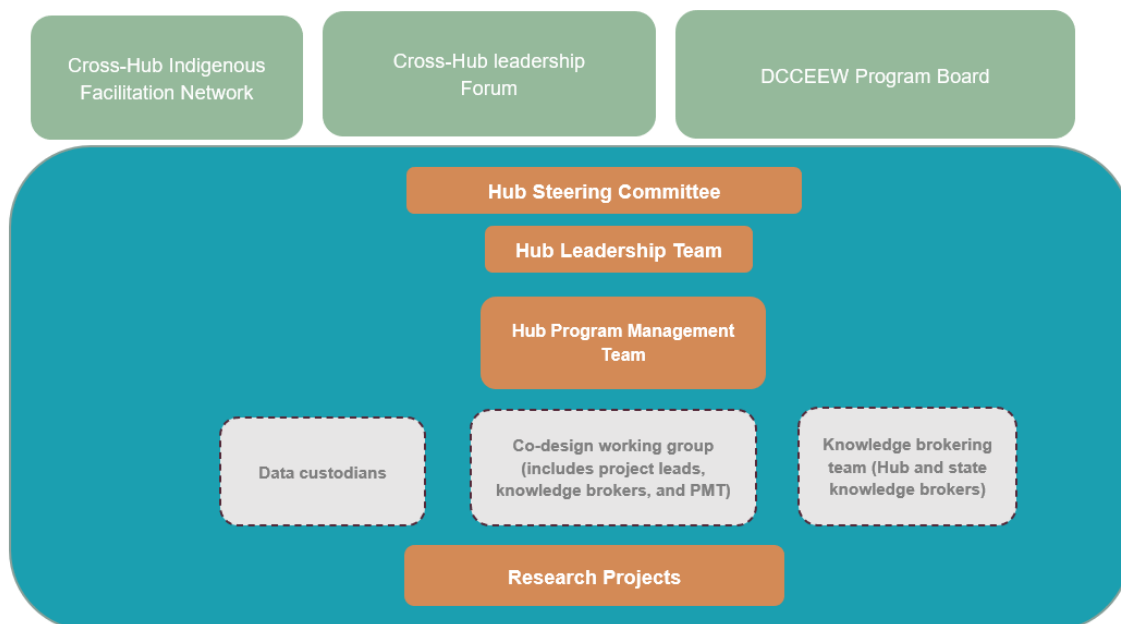 Cross-Hub Indigenous
Facilitation Network
Cross-Hub leadership
Forum
DCCEEW Program Board
Hub Steering Committee
Hub Leadership Team
Hub Program Management
Team
Data custodians
Co-design working group
(includes project leads,
knowledge brokers, and PMT)
Knowledge brokering
team (Hub and state
knowledge brokers)
Research Projects